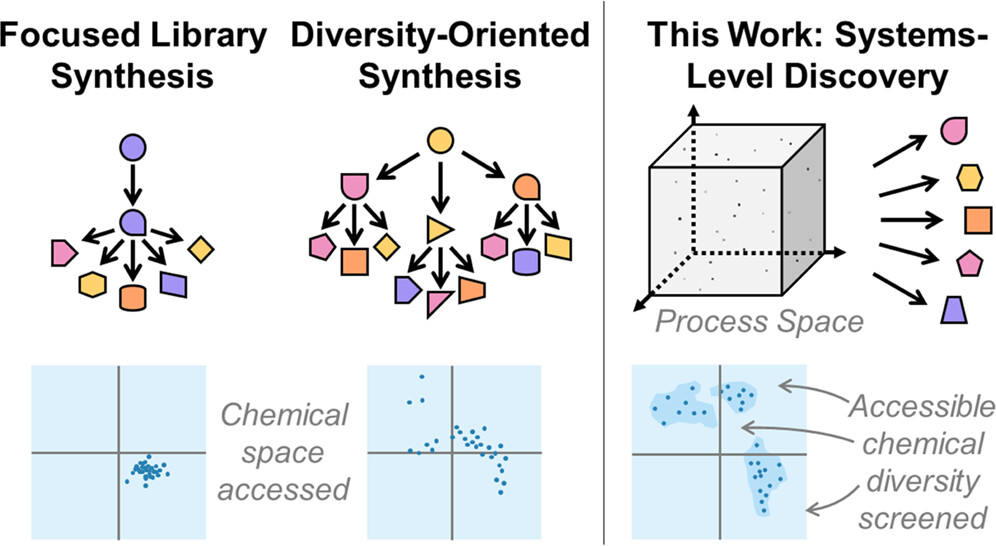 Focused Library
Synthesis
Diversity-Oriented
Synthesis
This Work: Systems-
Level Discovery
Process Space
Chemical
space
accessed
Accessible
chemical
diversity
screened